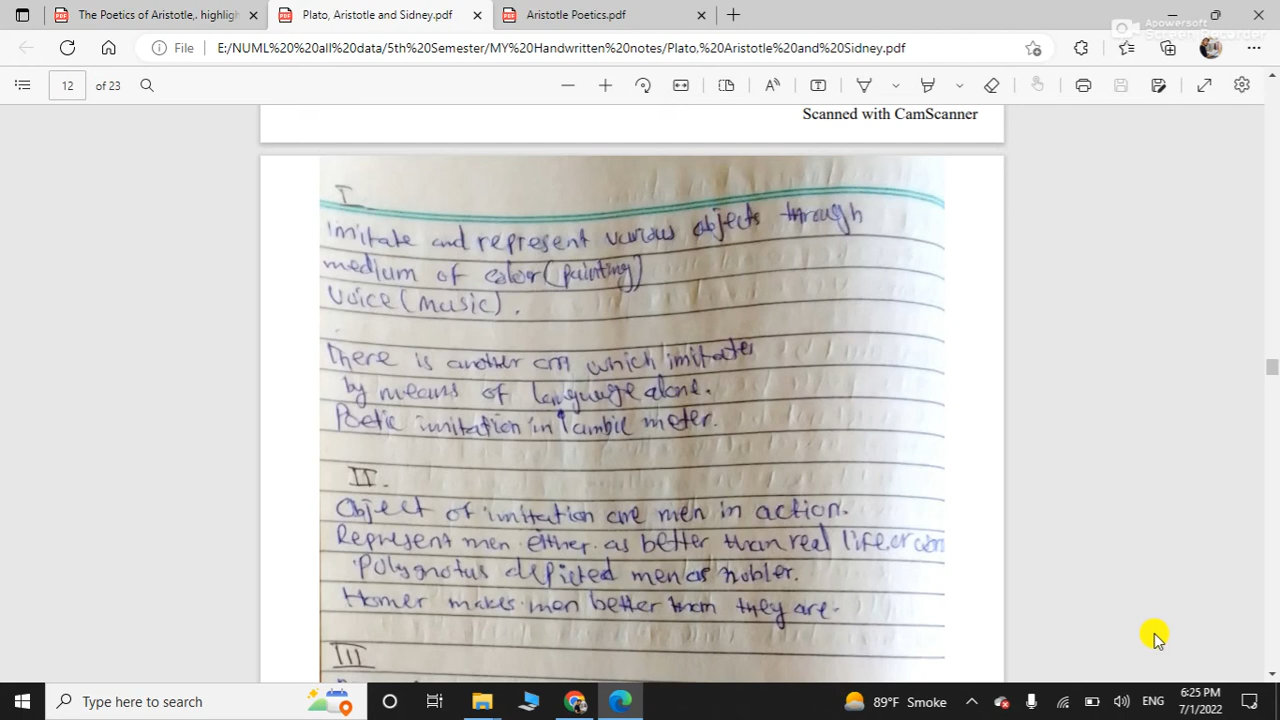 The Poetics of Aristotle,. highligh
Plato, Aristotle and Sidney.pdf
Aristotle Poetics.pdf
Apowersoft
Screen Recorder
File
E:/NUML%20%20all%20data/5th%20Semester/MY%20Handwritten%20notes/Plato,%20Aristotle%20and%20Sidney.pdf
12 of 23
Scanned with CamScanner
I
Imitate and represent various objects through
medium of color (painting)
Voice (music).
There is another art which imitates
by means of language alone.
Poetic imitation in Iambic meter.
II.
Object of imitation are men in action.
Represent men either as better than real life, or
Polygnotus depicted men as nobler.
Homer makes men better than they are.
III
Type here to search
89°F Smoke
ENG
6:25 PM
7/1/2022